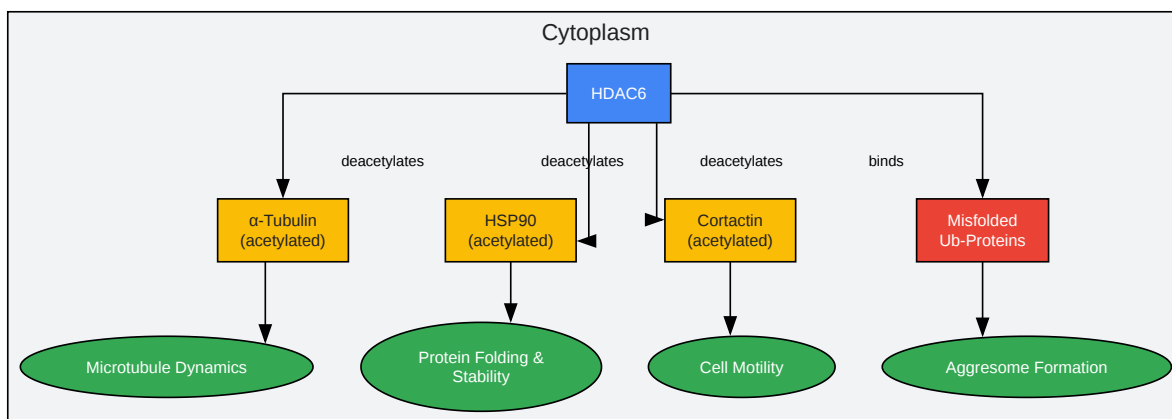 Cytoplasm
HDAC6
deacetylates
deacetylates
deacetylates
binds
α-Tubulin
(acetylated)
HSP90
(acetylated)
Cortactin
(acetylated)
Misfolded
Ub-Proteins
Microtubule Dynamics
Protein Folding &
Stability
Cell Motility
Aggresome Formation